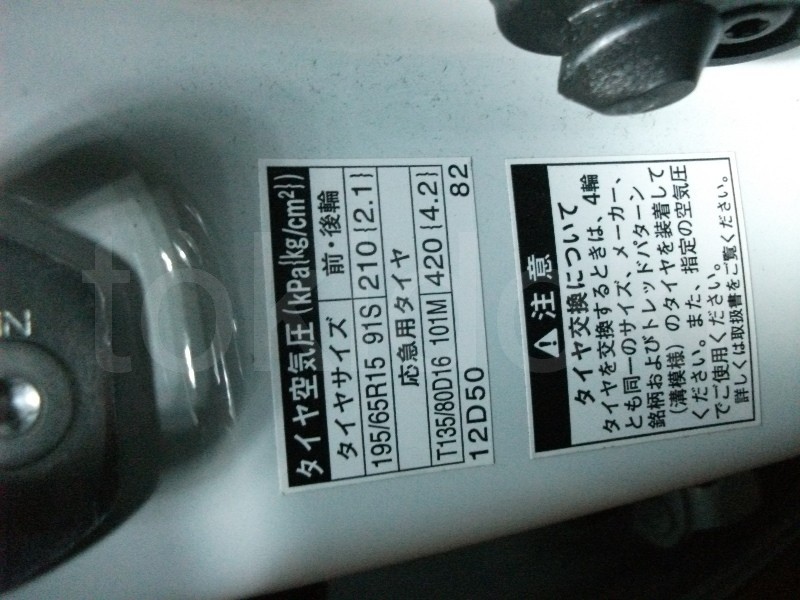 タイヤ空気圧(kPa{kg/cm²})
タイヤサイズ 前・後輪
195/65R15 91S 210{2.1}
応急用タイヤ
T135/80D16 101M 420{4.2}
12D50 82
注意
タイヤ交換について
タイヤを交換するときは、4輪
とも同一のサイズ、メーカー、
銘柄およびトレッドパターン
(溝模様)のタイヤを装着して
ください。また、指定の空気圧
でご使用ください。
詳しくは取扱書をご覧ください。
N